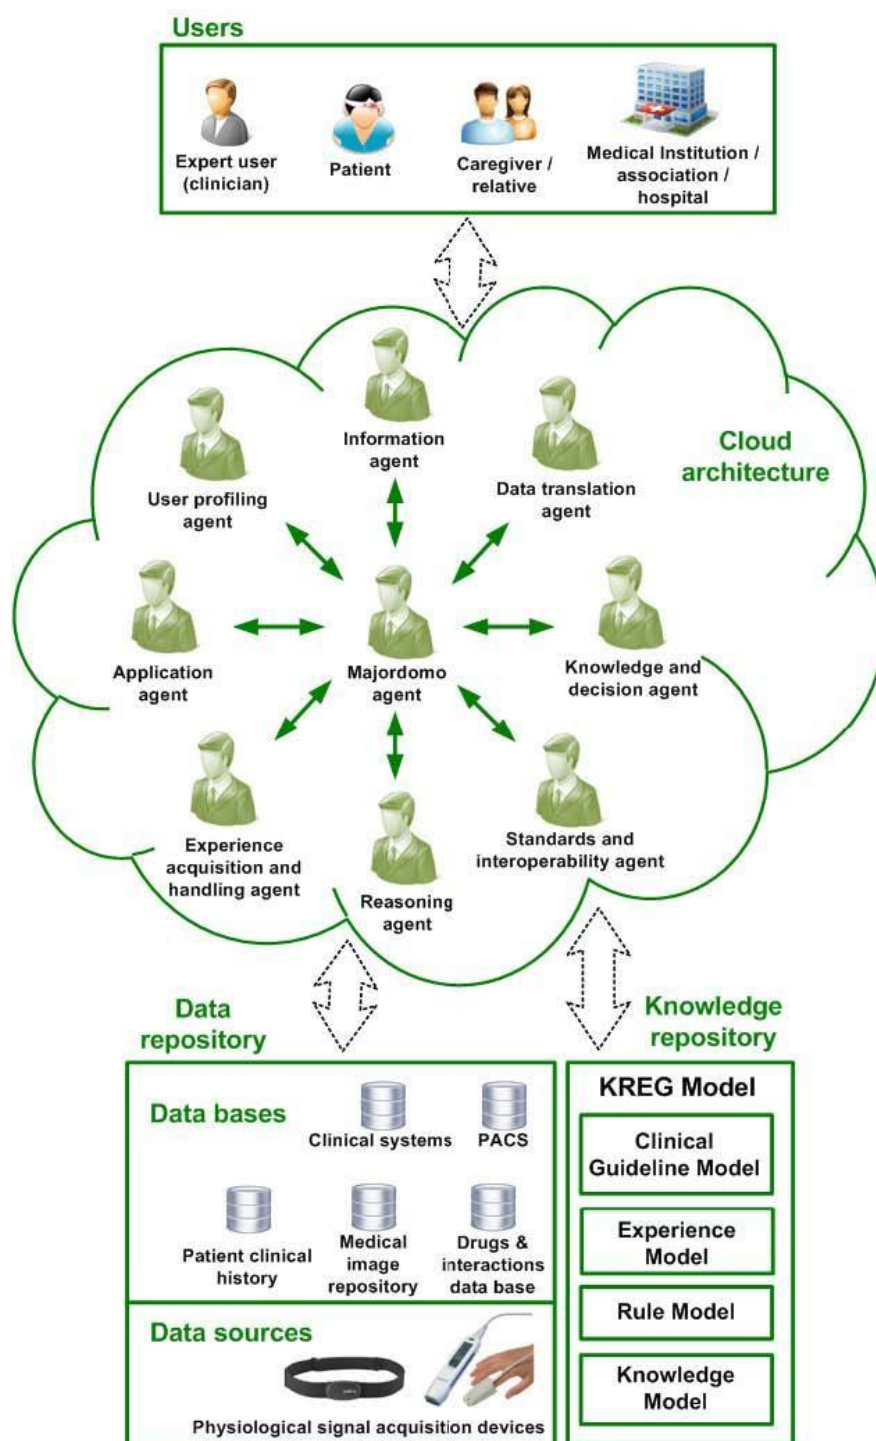 Users
Expert user
(clinician)
Patient
Caregiver /
relative
Medical Institution /
association /
hospital
Cloud
architecture
Information
agent
User profiling
agent
Data translation
agent
Application
agent
Majordomo
agent
Knowledge and
decision agent
Experience
acquisition and
handling agent
Reasoning
agent
Standards and
interoperability agent
Data
repository
Knowledge
repository
Data bases
Clinical systems
PACS
Patient clinical
history
Medical
image
repository
Drugs &
interactions
data base
Data sources
Physiological signal acquisition devices
KREG Model
Clinical
Guideline Model
Experience
Model
Rule Model
Knowledge
Model